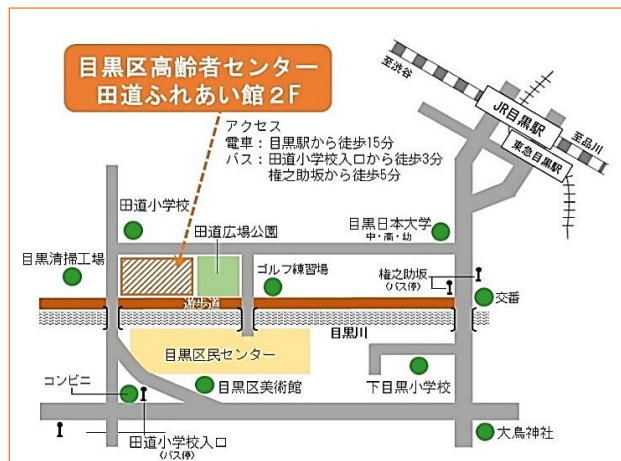 目黒区高齢者センター
田道ふれあい館2F
アクセス
電車：目黒駅から徒歩15分
バス：田道小学校入口から徒歩3分
権之助坂から徒歩5分
至渋谷
JR目黒駅
至品川
東急目黒駅
田道小学校
田道広場公園
目黒日本大学
中・高・幼
目黒清掃工場
ゴルフ練習場
権之助坂
(バス停)
交番
遊歩道
目黒川
目黒区民センター
コンビニ
目黒区美術館
下目黒小学校
田道小学校入口
(バス停)
大鳥神社